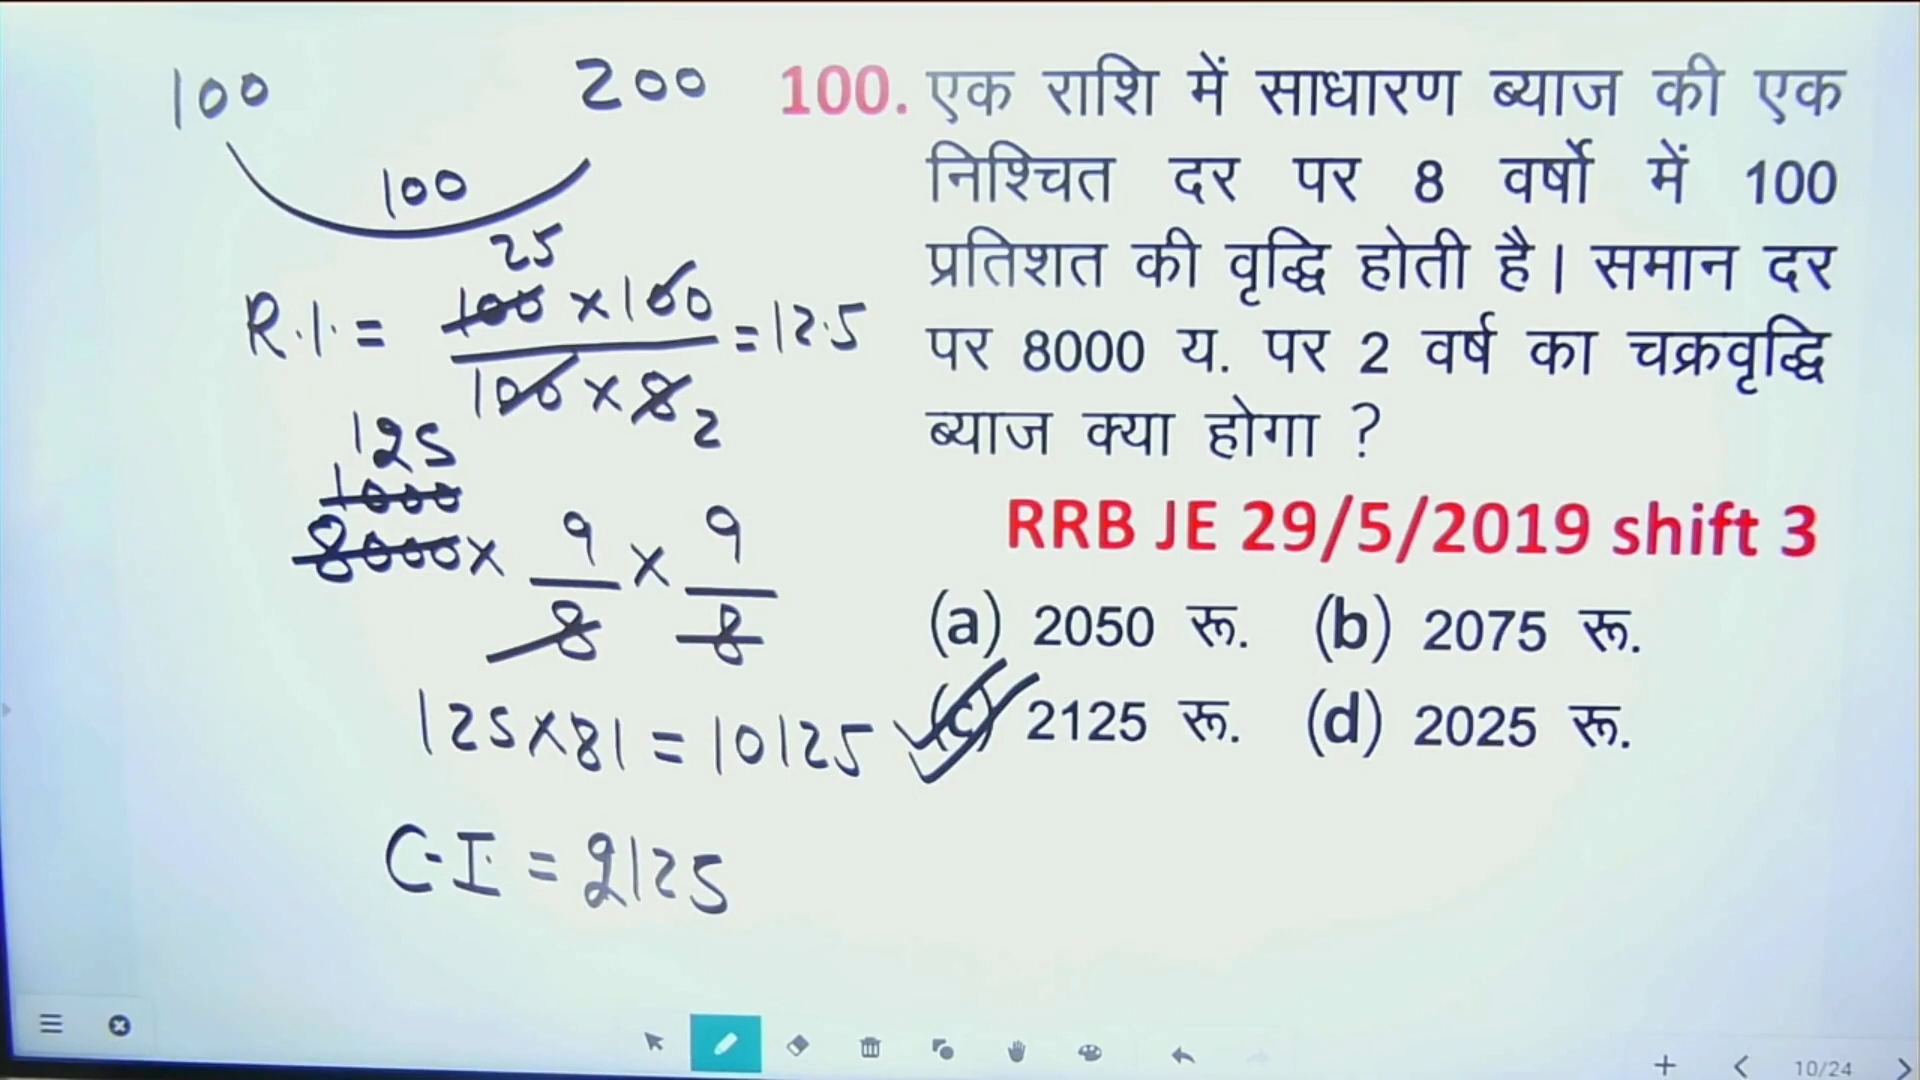 100 200
100
25
R.I. = 100 × 100 = 12.5
100 × 8 2
125
1000
8000 × 9 × 9
8 8
125 × 81 = 10125
C.I. = 2125
100. एक राशि में साधारण ब्याज की एक
निश्चित दर पर 8 वर्षो में 100
प्रतिशत की वृद्धि होती है। समान दर
पर 8000 य. पर 2 वर्ष का चक्रवृद्धि
ब्याज क्या होगा ?
RRB JE 29/5/2019 shift 3
(a) 2050 रू. (b) 2075 रू.
(c) 2125 रू. (d) 2025 रू.
10/24